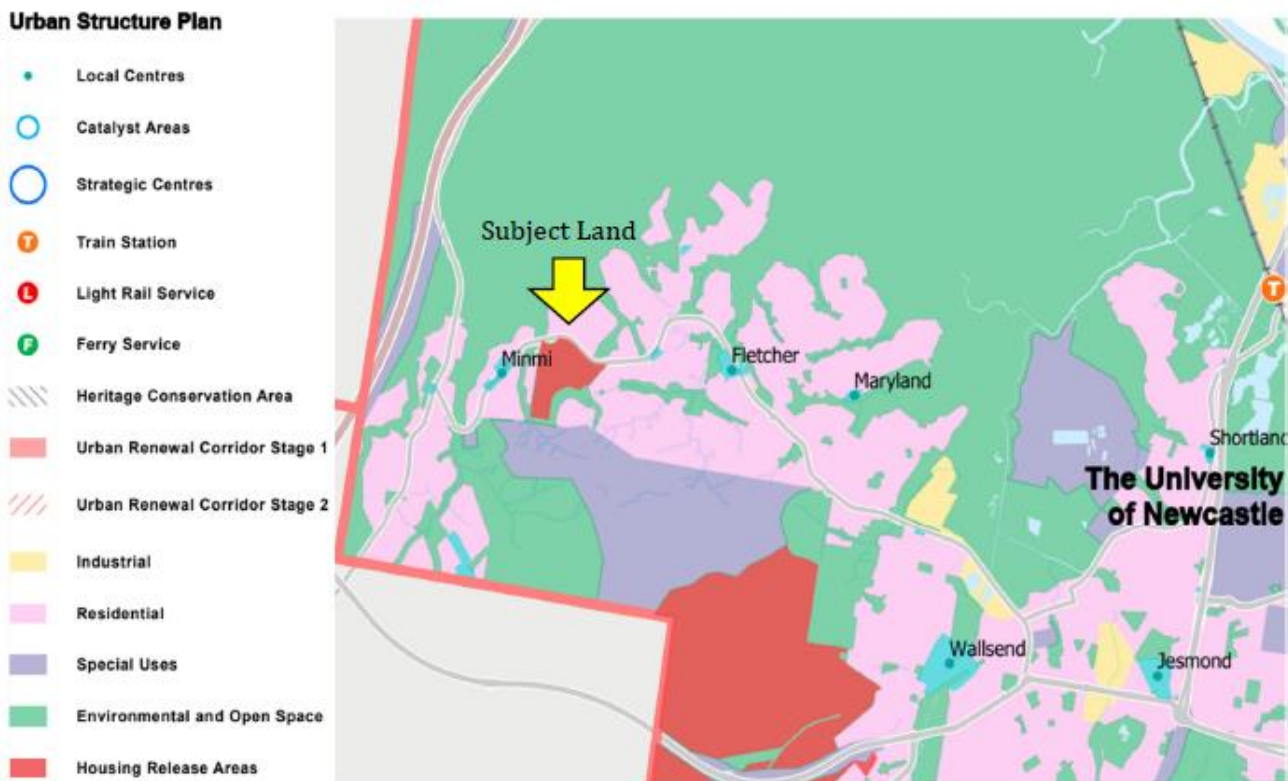 Urban Structure Plan
Local Centres
Catalyst Areas
Strategic Centres
T
Train Station
L
Light Rail Service
F
Ferry Service
Heritage Conservation Area
Urban Renewal Corridor Stage 1
Urban Renewal Corridor Stage 2
Industrial
Residential
Special Uses
Environmental and Open Space
Housing Release Areas
Subject Land
T
Minmi
Fletcher
Maryland
Shortland
The University
of Newcastle
Wallsend
Jesmond